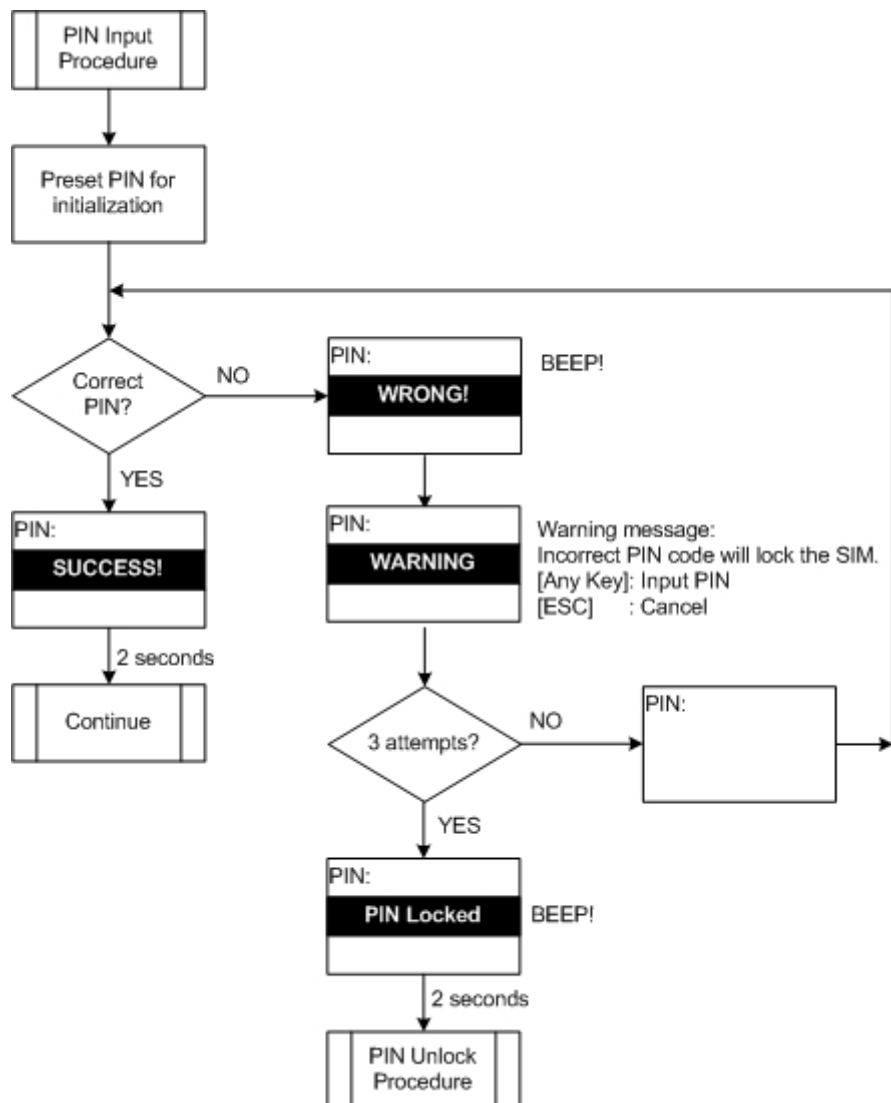 PIN Input
Procedure
Preset PIN for
initialization
Correct
PIN?
NO
PIN:
WRONG!
BEEP!
YES
PIN:
SUCCESS!
PIN:
WARNING
Warning message:
Incorrect PIN code will lock the SIM.
[Any Key]: Input PIN
[ESC] : Cancel
2 seconds
Continue
3 attempts?
NO
PIN:
YES
PIN:
PIN Locked
BEEP!
2 seconds
PIN Unlock
Procedure